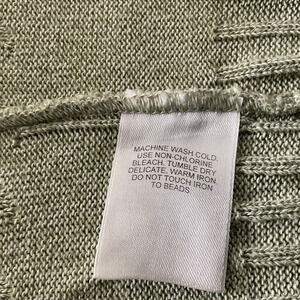 MACHINE WASH COLD.
USE NON-CHLORINE
BLEACH. TUMBLE DRY
DELICATE, WARM IRON.
DO NOT TOUCH IRON
TO BEADS.